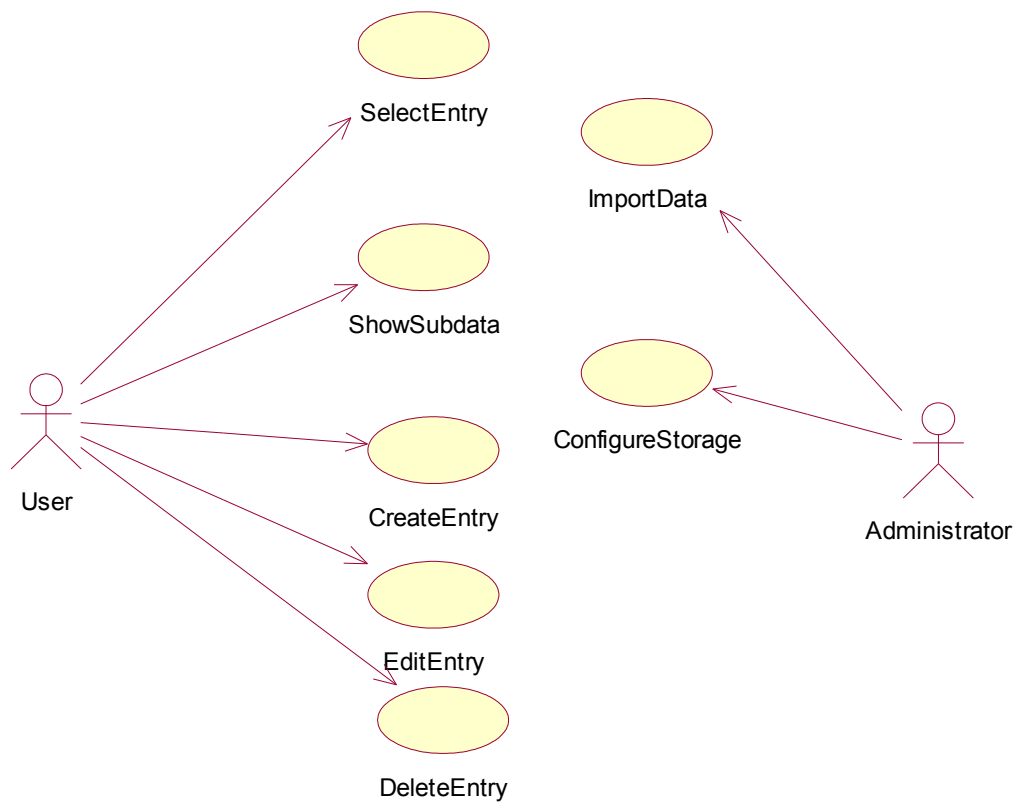 SelectEntry
ImportData
ShowSubdata
ConfigureStorage
User
CreateEntry
Administrator
EditEntry
DeleteEntry